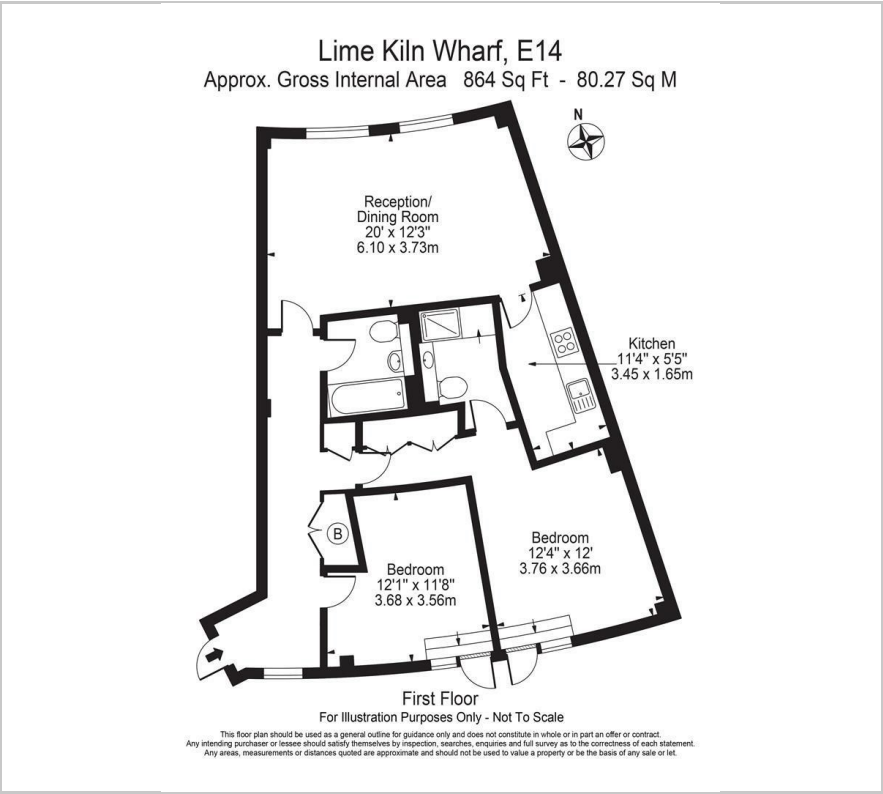 Lime Kiln Wharf, E14
Approx. Gross Internal Area 864 Sq Ft - 80.27 Sq M
N
Reception/
Dining Room
20' x 12'3"
6.10 x 3.73m
Kitchen
11'4" x 5'5"
3.45 x 1.65m
B
Bedroom
12'4" x 12'
3.76 x 3.66m
Bedroom
12'1" x 11'8"
3.68 x 3.56m
First Floor
For Illustration Purposes Only - Not To Scale
This floor plan should be used as a general outline for guidance only and does not constitute in whole or in part an offer or contract.
Any intending purchaser or lessee should satisfy themselves by inspection, searches, enquiries and full survey as to the correctness of each statement.
Any areas, measurements or distances quoted are approximate and should not be used to value a property or be the basis of any sale or let.